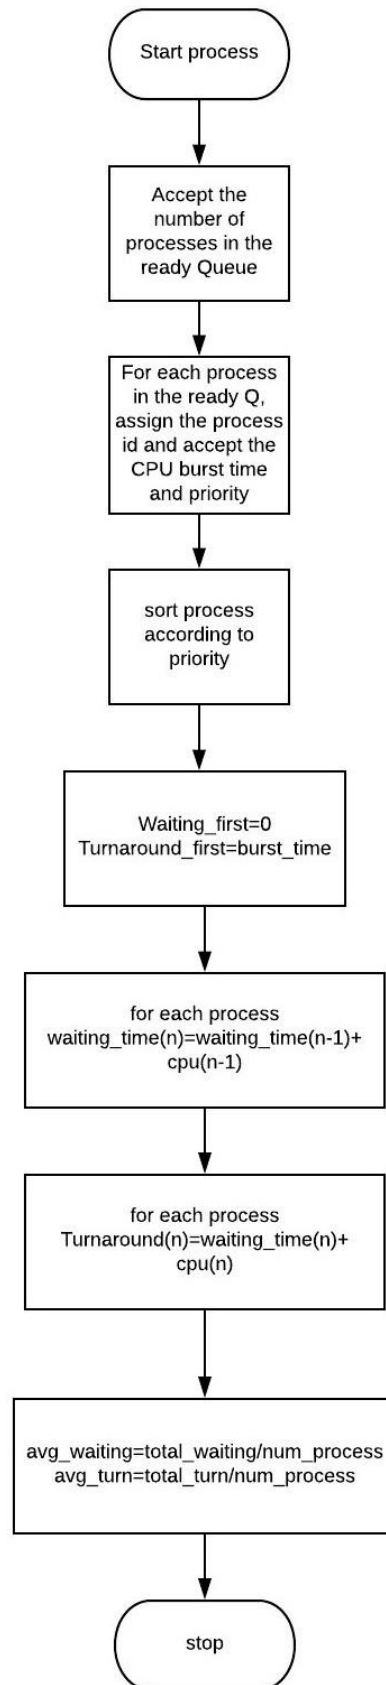 Start process
Accept the
number of
processes in the
ready Queue
For each process
in the ready Q,
assign the process
id and accept the
CPU burst time
and priority
sort process
according to
priority
Waiting_first=0
Turnaround_first=burst_time
for each process
waiting_time(n)=waiting_time(n-1)+
cpu(n-1)
for each process
Turnaround(n)=waiting_time(n)+
cpu(n)
avg_waiting=total_waiting/num_process
avg_turn=total_turn/num_process
stop